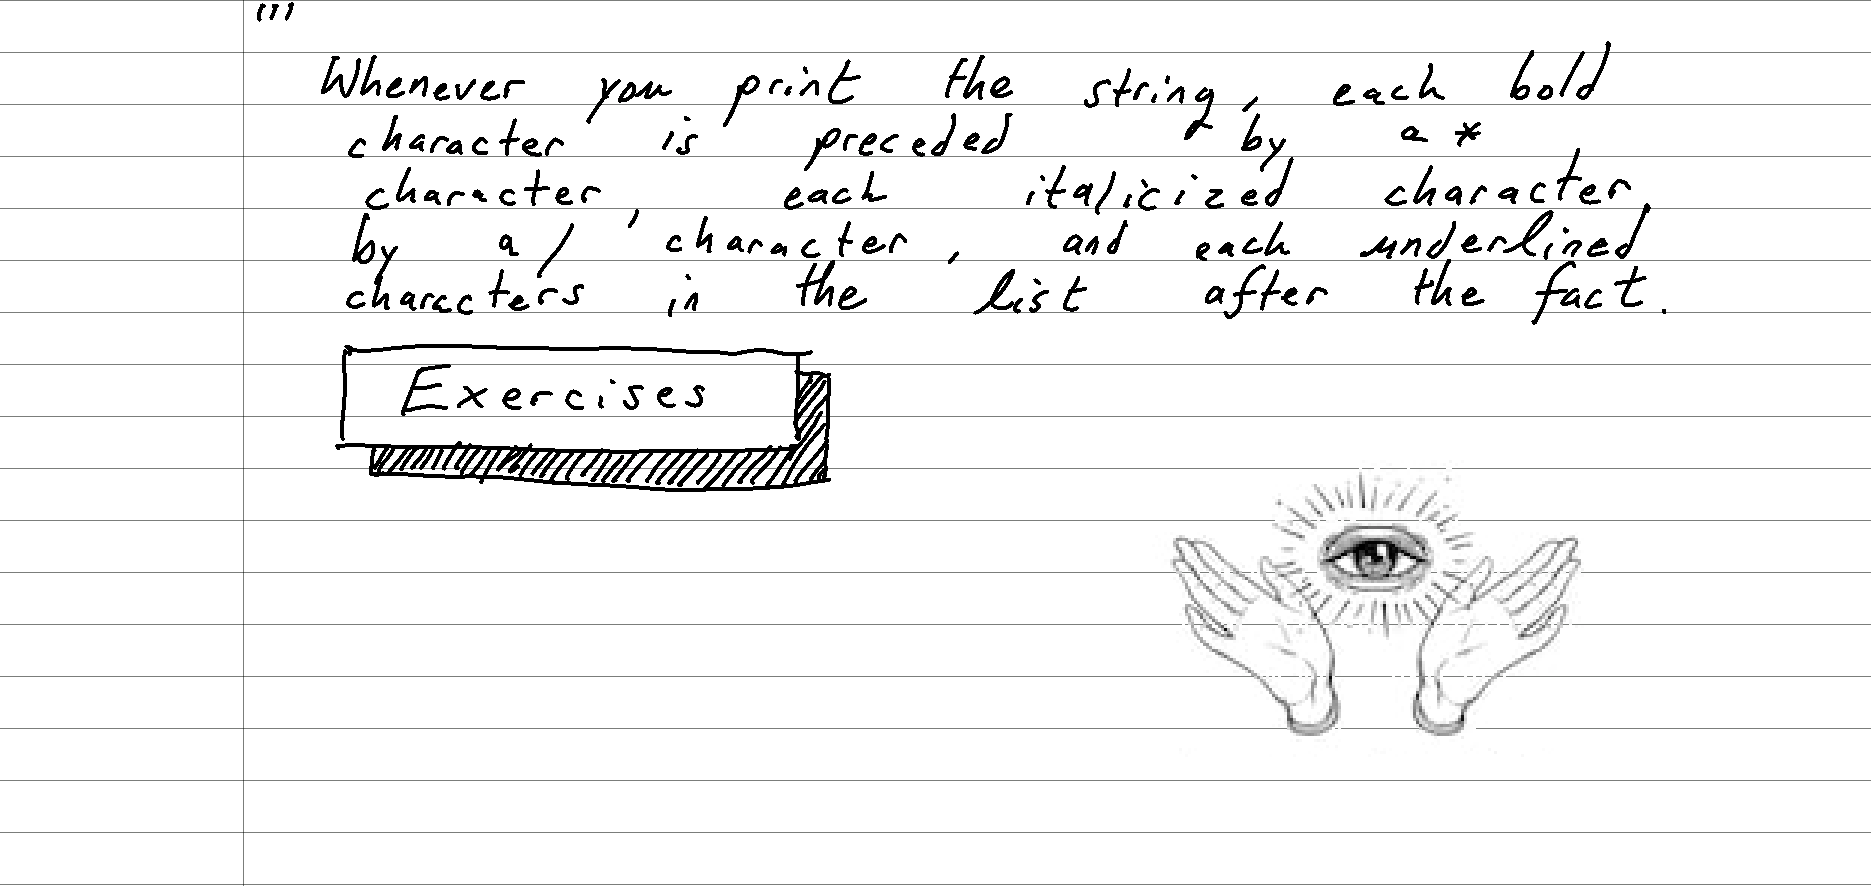 111
Whenever you print the string, each bold
character is preceded by a *
character, each italicized character,
by a / character, and each underlined
characters in the list after the fact.
Exercises